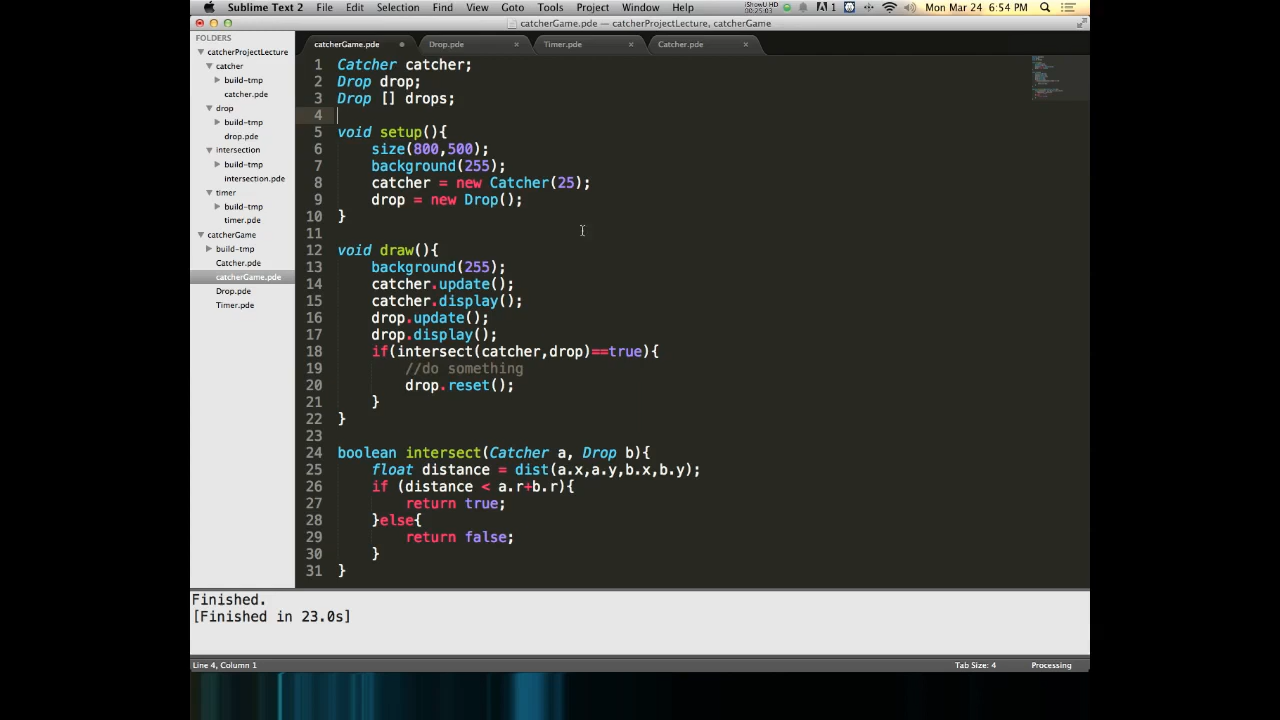 Sublime Text 2 File Edit Selection Find View Goto Tools Project Window Help iShowU HD 00:25:03 1 Mon Mar 24 6:54 PM
catcherGame.pde — catcherProjectLecture, catcherGame
FOLDERS
catcherProjectLecture
catcher
build-tmp
catcher.pde
drop
build-tmp
drop.pde
intersection
build-tmp
intersection.pde
timer
build-tmp
timer.pde
catcherGame
build-tmp
Catcher.pde
catcherGame.pde
Drop.pde
Timer.pde
catcherGame.pde Drop.pde Timer.pde Catcher.pde
1 Catcher catcher;
2 Drop drop;
3 Drop [] drops;
4
5 void setup(){
6 size(800,500);
7 background(255);
8 catcher = new Catcher(25);
9 drop = new Drop();
10 }
11
12 void draw(){
13 background(255);
14 catcher.update();
15 catcher.display();
16 drop.update();
17 drop.display();
18 if(intersect(catcher,drop)==true){
19 //do something
20 drop.reset();
21 }
22 }
23
24 boolean intersect(Catcher a, Drop b){
25 float distance = dist(a.x,a.y,b.x,b.y);
26 if (distance < a.r+b.r){
27 return true;
28 }else{
29 return false;
30 }
31 }
Finished.
[Finished in 23.0s]
Line 4, Column 1 Tab Size: 4 Processing